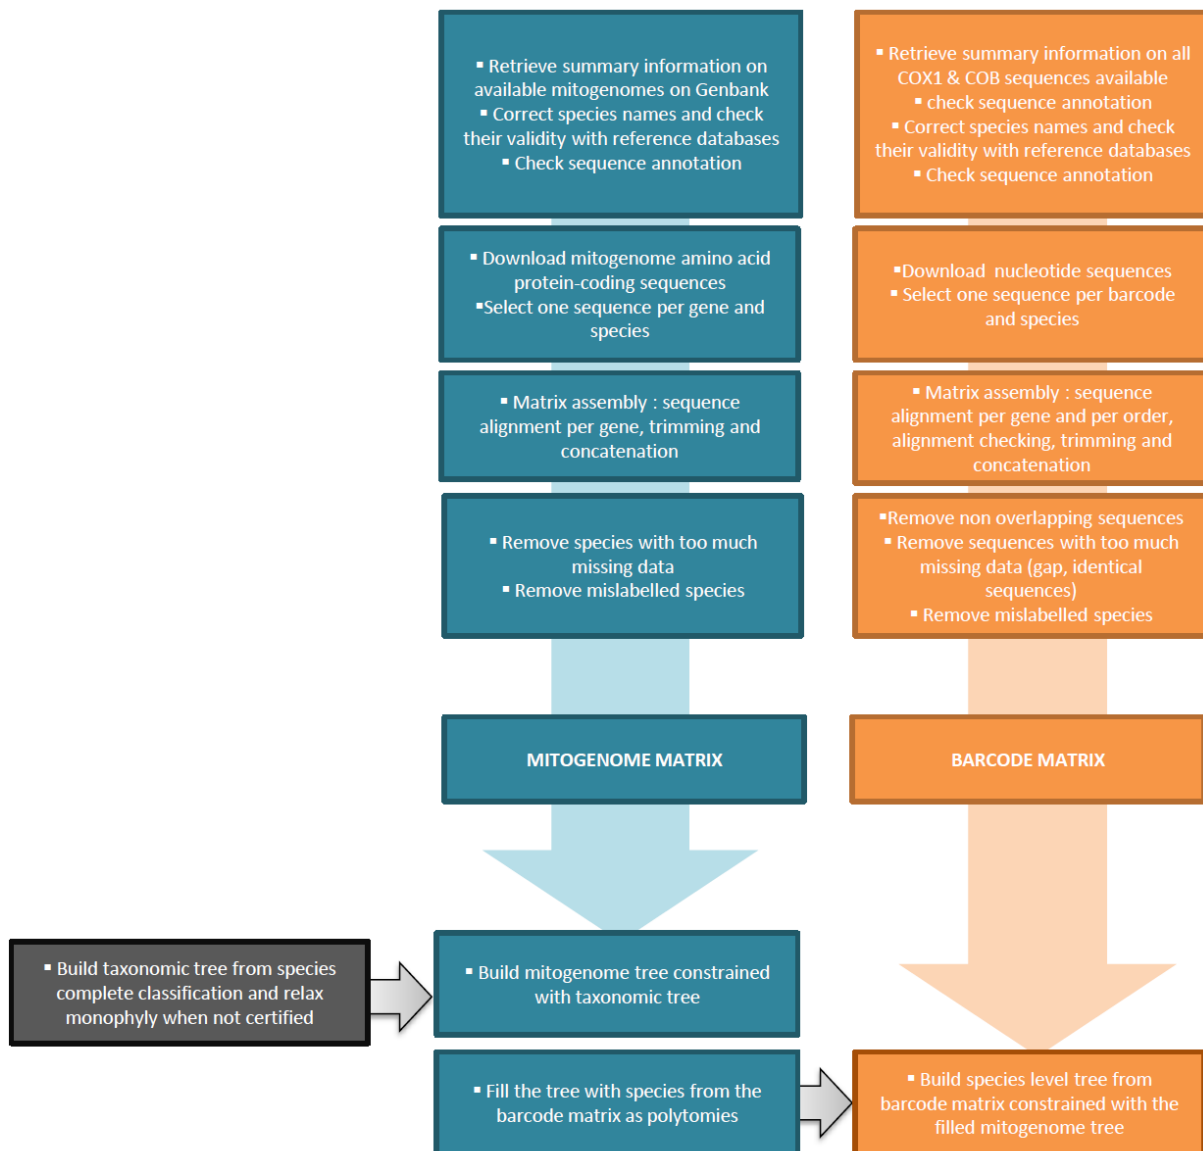 ▪ Retrieve summary information on
available mitogenomes on Genbank
▪ Correct species names and check
their validity with reference databases
▪ Check sequence annotation
▪ Retrieve summary information on all
COX1 & COB sequences available
▪ check sequence annotation
▪ Correct species names and check
their validity with reference databases
▪ Check sequence annotation
▪ Download mitogenome amino acid
protein-coding sequences
▪Select one sequence per gene and
species
▪Download nucleotide sequences
▪ Select one sequence per barcode
and species
▪ Matrix assembly : sequence
alignment per gene, trimming and
concatenation
▪ Matrix assembly : sequence
alignment per gene and per order,
alignment checking, trimming and
concatenation
▪ Remove species with too much
missing data
▪ Remove mislabelled species
▪Remove non overlapping sequences
▪ Remove sequences with too much
missing data (gap, identical
sequences)
▪ Remove mislabelled species
MITOGENOME MATRIX
BARCODE MATRIX
▪ Build taxonomic tree from species
complete classification and relax
monophyly when not certified
▪ Build mitogenome tree constrained
with taxonomic tree
▪ Fill the tree with species from the
barcode matrix as polytomies
▪ Build species level tree from
barcode matrix constrained with the
filled mitogenome tree